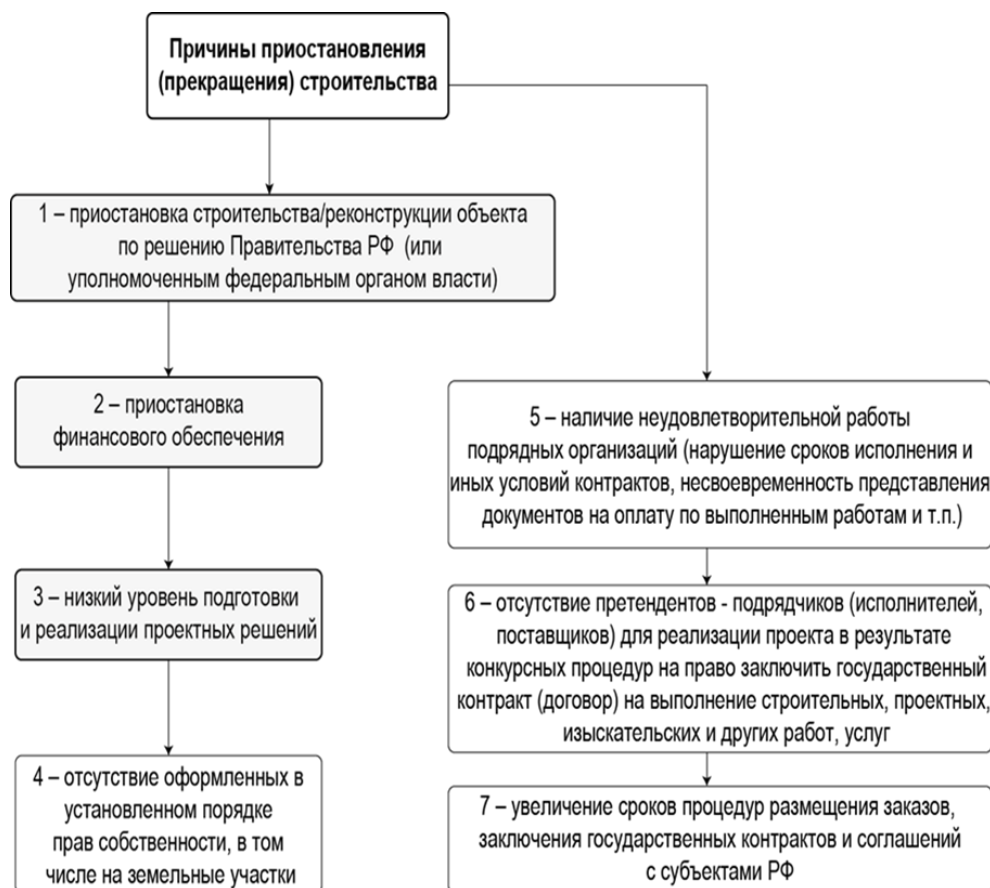 Причины приостановления
(прекращения) строительства
1 – приостановка строительства/реконструкции объекта
по решению Правительства РФ (или
уполномоченным федеральным органом власти)
2 – приостановка
финансового обеспечения
3 – низкий уровень подготовки
и реализации проектных решений
4 – отсутствие оформленных в
установленном порядке
прав собственности, в том
числе на земельные участки
5 – наличие неудовлетворительной работы
подрядных организаций (нарушение сроков исполнения и
иных условий контрактов, несвоевременность представления
документов на оплату по выполненным работам и т.п.)
6 – отсутствие претендентов - подрядчиков (исполнителей,
поставщиков) для реализации проекта в результате
конкурсных процедур на право заключить государственный
контракт (договор) на выполнение строительных, проектных,
изыскательских и других работ, услуг
7 – увеличение сроков процедур размещения заказов,
заключения государственных контрактов и соглашений
с субъектами РФ